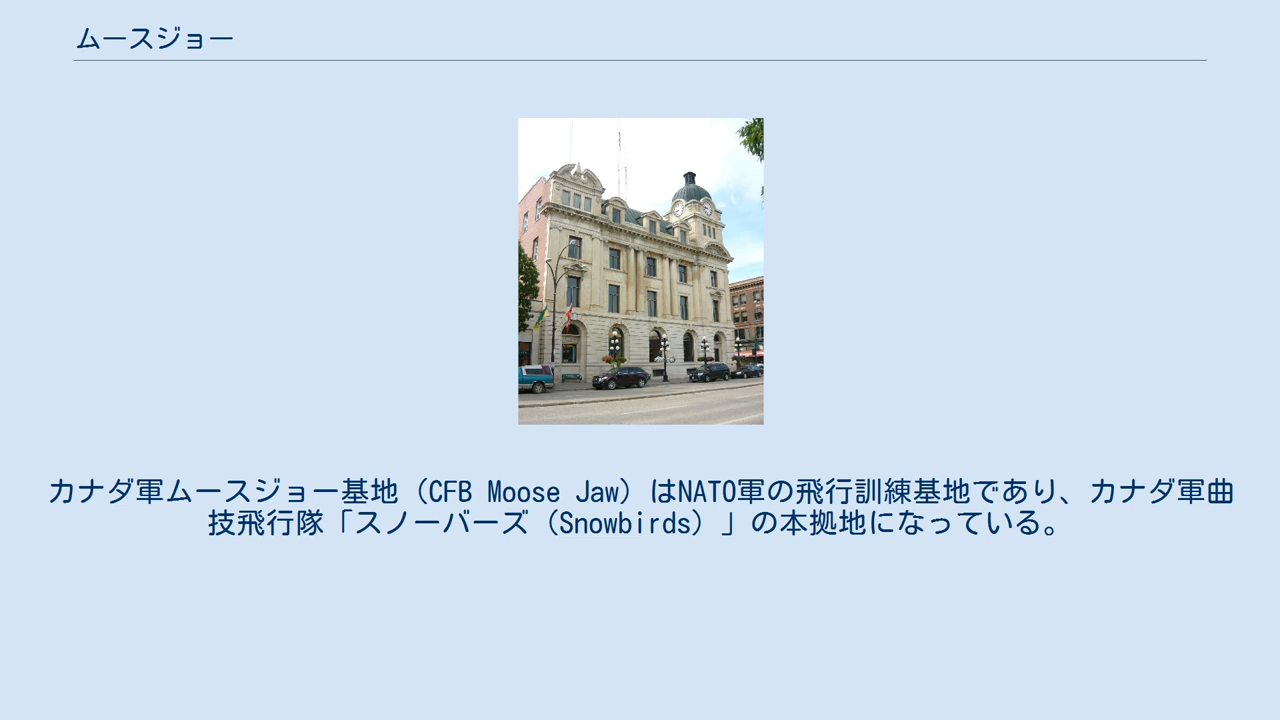 ムースジョー
カナダ軍ムースジョー基地（CFB Moose Jaw）はNATO軍の飛行訓練基地であり、カナダ軍曲
技飛行隊「スノーバーズ（Snowbirds）」の本拠地になっている。